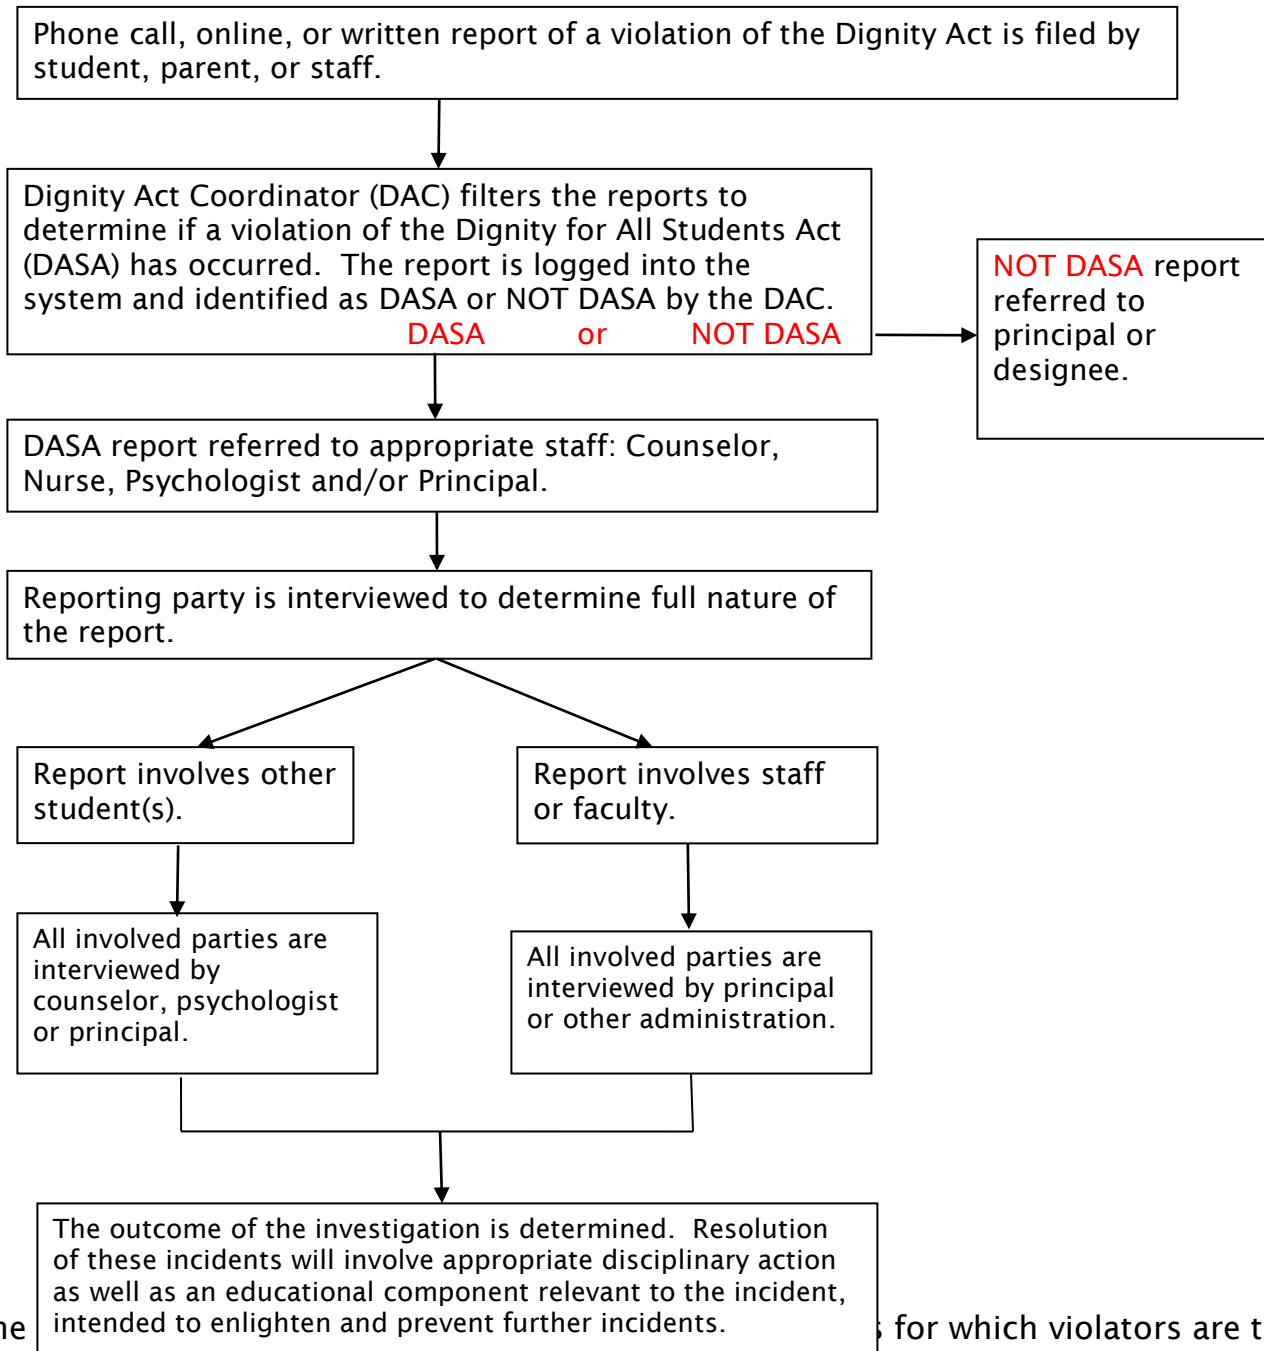 Phone call, online, or written report of a violation of the Dignity Act is filed by
student, parent, or staff.
Dignity Act Coordinator (DAC) filters the reports to
determine if a violation of the Dignity for All Students Act
(DASA) has occurred.  The report is logged into the
system and identified as DASA or NOT DASA by the DAC.
DASA or NOT DASA
NOT DASA report
referred to
principal or
designee.
DASA report referred to appropriate staff: Counselor,
Nurse, Psychologist and/or Principal.
Reporting party is interviewed to determine full nature of
the report.
Report involves other
student(s).
Report involves staff
or faculty.
All involved parties are
interviewed by
counselor, psychologist
or principal.
All involved parties are
interviewed by principal
or other administration.
The outcome of the investigation is determined.  Resolution
of these incidents will involve appropriate disciplinary action
as well as an educational component relevant to the incident,
intended to enlighten and prevent further incidents.
for which violators are